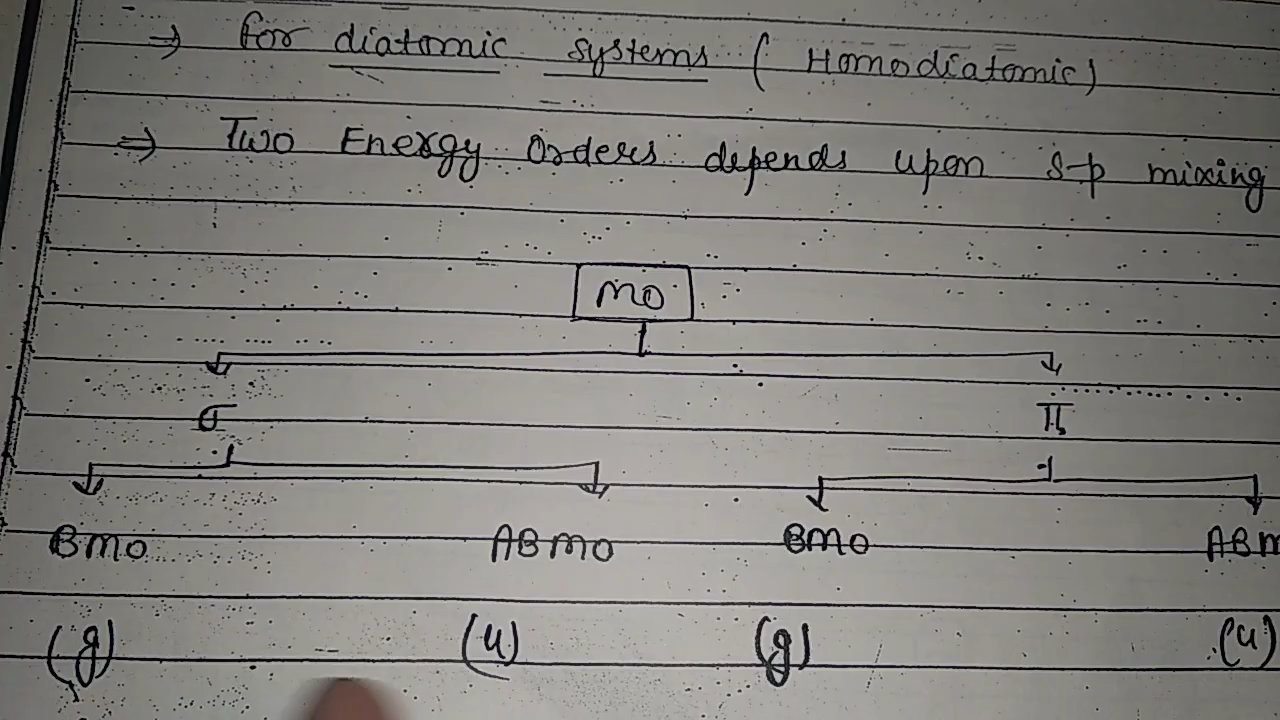 → for diatomic systems ( Homodiatomic)
⇒ Two Energy Orders depends upon s-p mixing
MO
σ π
BMO ABMO BMO ABM
(g) (u) (g) (u)